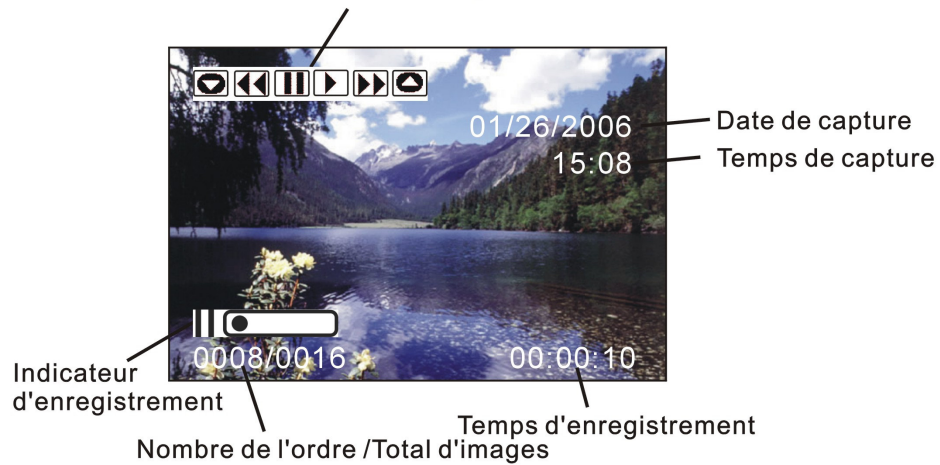 01/26/2006
Date de capture
15:08
Temps de capture
0008/0016
00:00:10
Indicateur
d'enregistrement
Temps d'enregistrement
Nombre de l'ordre /Total d'images